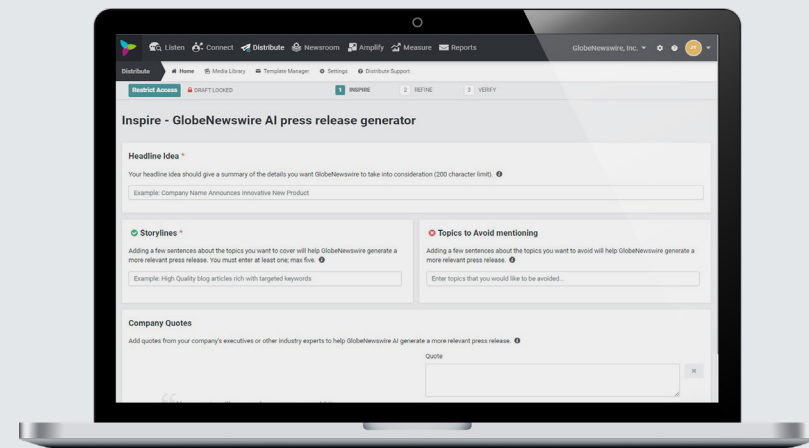 Listen Connect Distribute Newsroom Amplify Measure Reports GlobeNewswire, Inc. JY
Distribute Home Media Library Template Manager Settings Distribute Support
Restrict Access DRAFT LOCKED 1 INSPIRE 2 REFINE 3 VERIFY
Inspire - GlobeNewswire AI press release generator
Headline Idea *
Your headline idea should give a summary of the details you want GlobeNewswire to take into consideration (200 character limit).
Example: Company Name Announces Innovative New Product
Storylines *
Adding a few sentences about the topics you want to cover will help GlobeNewswire generate a
more relevant press release. You must enter at least one; max five.
Example: High Quality blog articles rich with targeted keywords
Topics to Avoid mentioning
Adding a few sentences about the topics you want to avoid will help GlobeNewswire generate a
more relevant press release.
Enter topics that you would like to be avoided...
Company Quotes
Add quotes from your company's executives or other industry experts to help GlobeNewswire AI generate a more relevant press release.
Quote